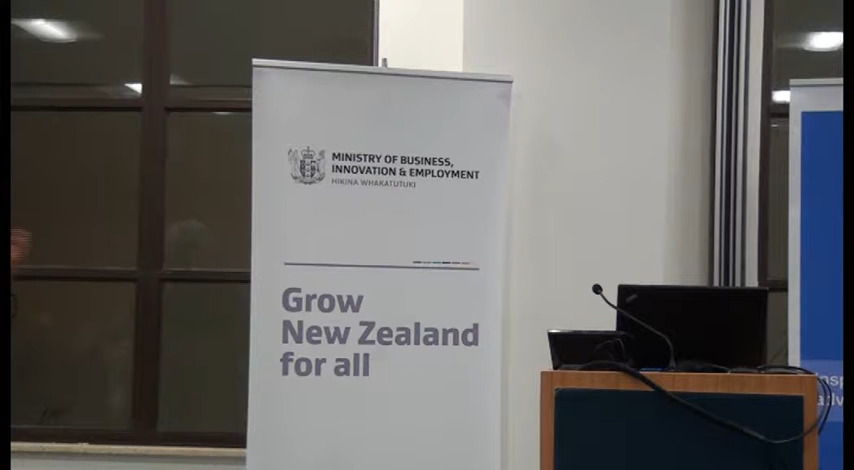 MINISTRY OF BUSINESS,
INNOVATION & EMPLOYMENT
HIKINA WHAKATUTUKI
Grow
New Zealand
for all